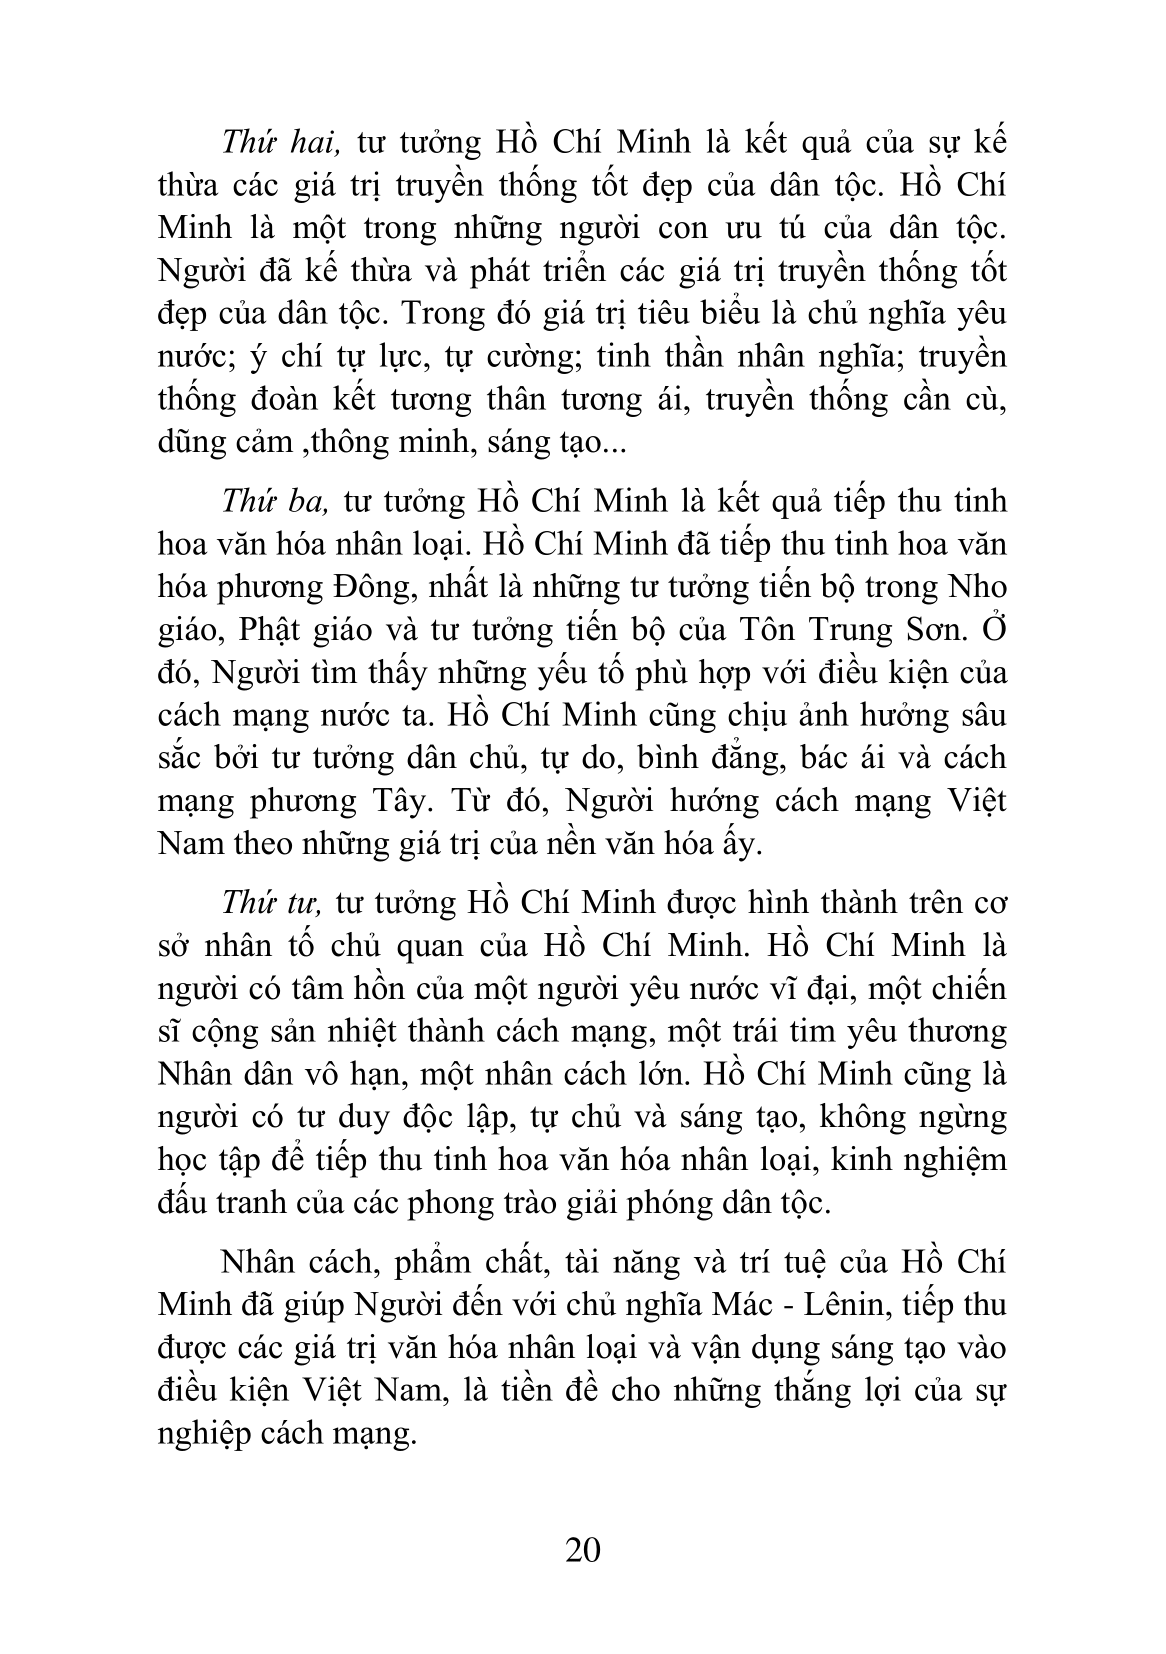 Thứ hai, tư tưởng Hồ Chí Minh là kết quả của sự kế
thừa các giá trị truyền thống tốt đẹp của dân tộc. Hồ Chí
Minh là một trong những người con ưu tú của dân tộc.
Người đã kế thừa và phát triển các giá trị truyền thống tốt
đẹp của dân tộc. Trong đó giá trị tiêu biểu là chủ nghĩa yêu
nước; ý chí tự lực, tự cường; tinh thần nhân nghĩa; truyền
thống đoàn kết tương thân tương ái, truyền thống cần cù,
dũng cảm ,thông minh, sáng tạo...
Thứ ba, tư tưởng Hồ Chí Minh là kết quả tiếp thu tinh
hoa văn hóa nhân loại. Hồ Chí Minh đã tiếp thu tinh hoa văn
hóa phương Đông, nhất là những tư tưởng tiến bộ trong Nho
giáo, Phật giáo và tư tưởng tiến bộ của Tôn Trung Sơn. Ở
đó, Người tìm thấy những yếu tố phù hợp với điều kiện của
cách mạng nước ta. Hồ Chí Minh cũng chịu ảnh hưởng sâu
sắc bởi tư tưởng dân chủ, tự do, bình đẳng, bác ái và cách
mạng phương Tây. Từ đó, Người hướng cách mạng Việt
Nam theo những giá trị của nền văn hóa ấy.
Thứ tư, tư tưởng Hồ Chí Minh được hình thành trên cơ
sở nhân tố chủ quan của Hồ Chí Minh. Hồ Chí Minh là
người có tâm hồn của một người yêu nước vĩ đại, một chiến
sĩ cộng sản nhiệt thành cách mạng, một trái tim yêu thương
Nhân dân vô hạn, một nhân cách lớn. Hồ Chí Minh cũng là
người có tư duy độc lập, tự chủ và sáng tạo, không ngừng
học tập để tiếp thu tinh hoa văn hóa nhân loại, kinh nghiệm
đấu tranh của các phong trào giải phóng dân tộc.
Nhân cách, phẩm chất, tài năng và trí tuệ của Hồ Chí
Minh đã giúp Người đến với chủ nghĩa Mác - Lênin, tiếp thu
được các giá trị văn hóa nhân loại và vận dụng sáng tạo vào
điều kiện Việt Nam, là tiền đề cho những thắng lợi của sự
nghiệp cách mạng.
20